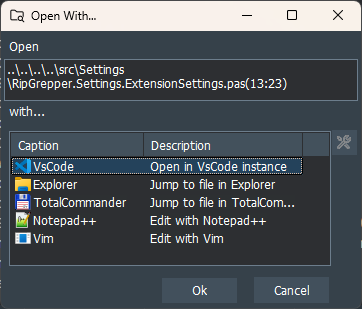 Open With...
Open
..\..\..\..\src\Settings
\RipGrepper.Settings.ExtensionSettings.pas(13:23)
with...
Caption Description
VsCode Open in VsCode instance
Explorer Jump to file in Explorer
TotalCommander Jump to file in TotalCom...
Notepad++ Edit with Notepad++
Vim Edit with Vim
Ok Cancel